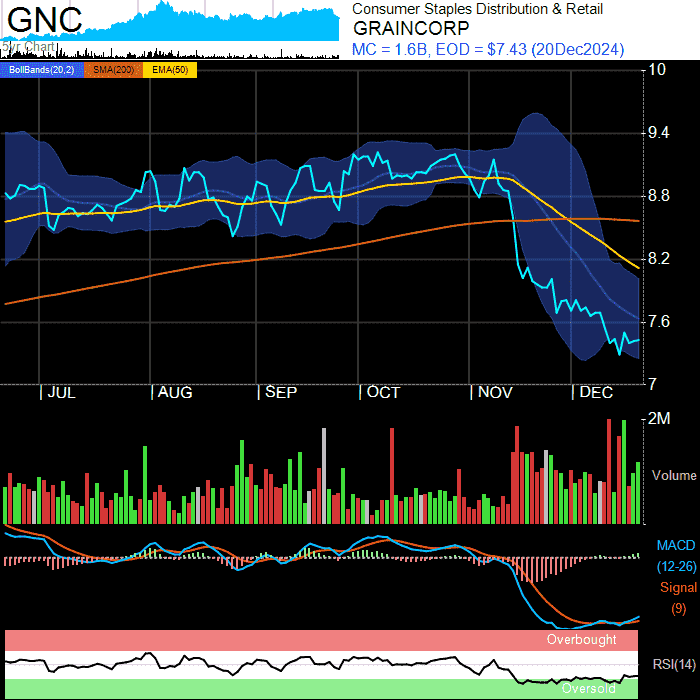 GNC
5yr Chart
Consumer Staples Distribution & Retail
GRAINCORP
MC = 1.6B, EOD = $7.43 (20Dec2024)
BollBands(20,2) SMA(200) EMA(50)
10
9.4
8.8
8.2
7.6
7
JUL AUG SEP OCT NOV DEC
2M
Volume
MACD
(12-26)
Signal
(9)
Overbought
RSI(14)
Oversold